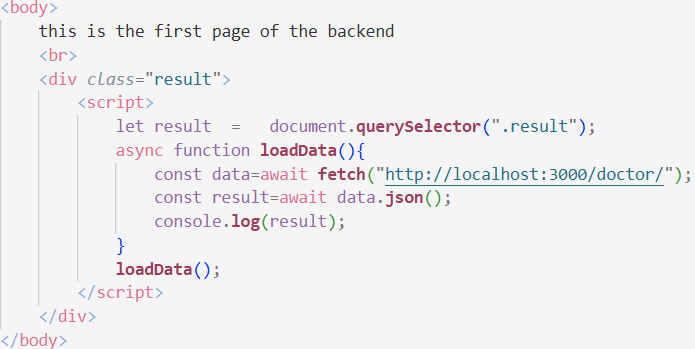 <body>
    this is the first page of the backend
    <br>
    <div class="result">
        <script>
            let result  =   document.querySelector(".result");
            async function loadData(){
                const data=await fetch("http://localhost:3000/doctor/");
                const result=await data.json();
                console.log(result);
            }
            loadData();
        </script>
    </div>
</body>